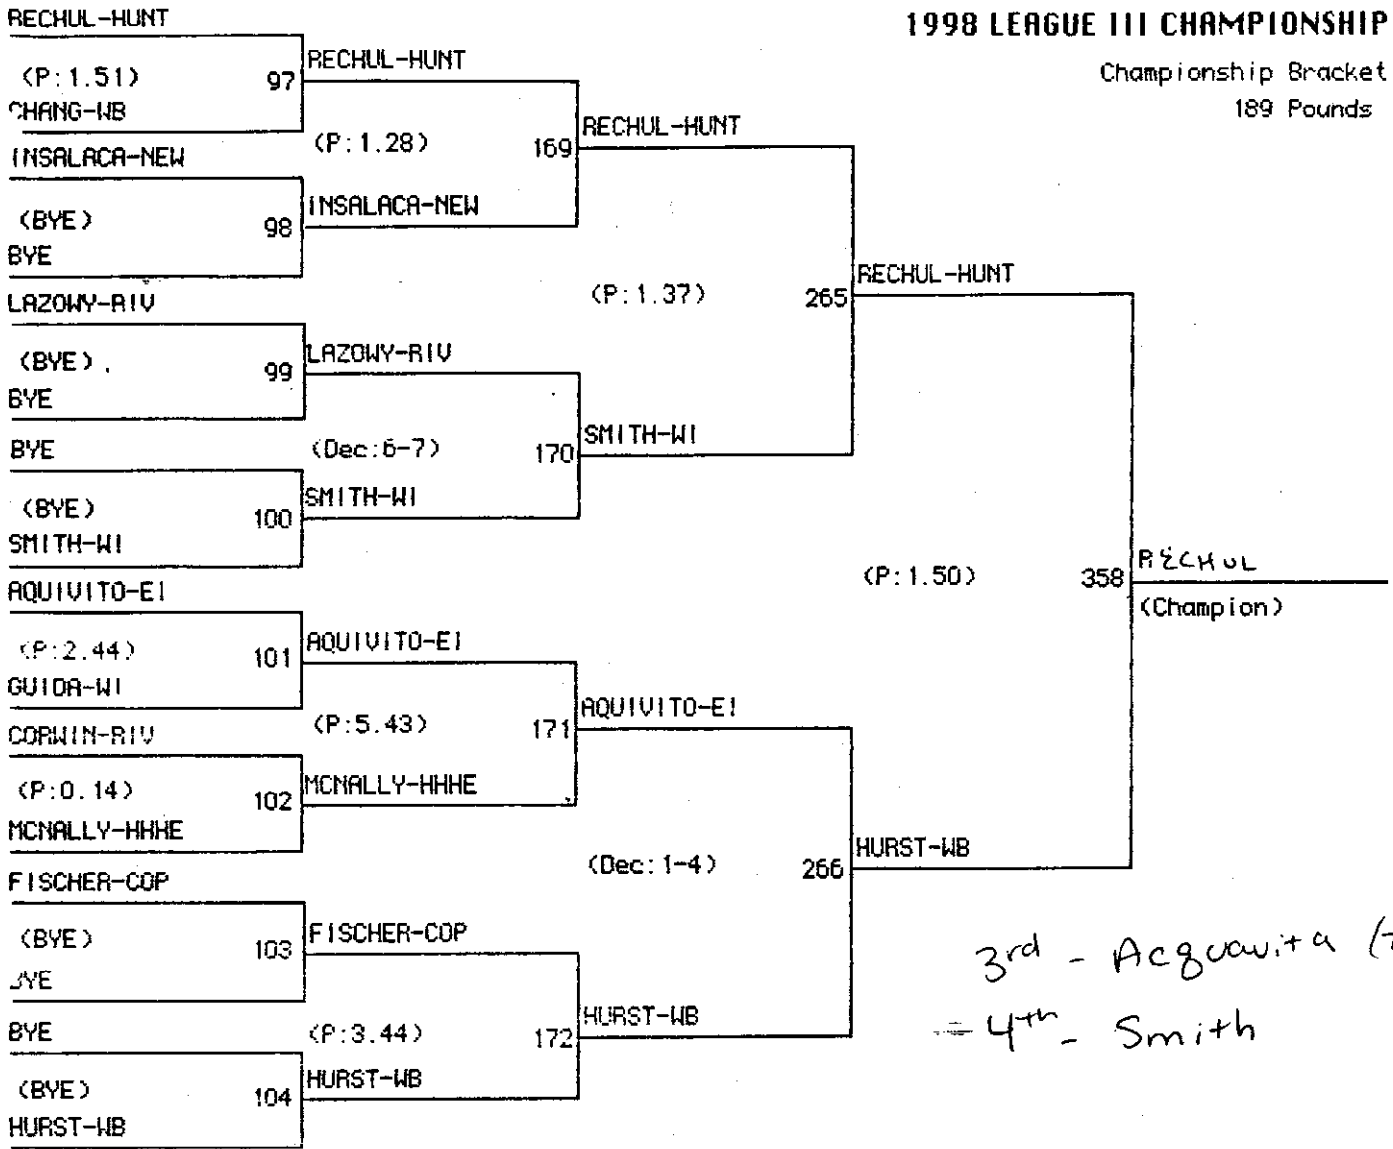 1998 LEAGUE III CHAMPIONSHIP
Championship Bracket
189 Pounds
RECHUL-HUNT
(P:1.51)
97
CHANG-WB
INSALACA-NEW
(BYE)
98
BYE
LAZOWY-RIV
(BYE)
99
BYE
BYE
(BYE)
100
SMITH-WI
AQUIVITO-EI
(P:2.44)
101
GUIDA-WI
CORWIN-RIV
(P:0.14)
102
MCNALLY-HHHE
FISCHER-COP
(BYE)
103
BYE
BYE
(BYE)
104
HURST-WB
RECHUL-HUNT
(P:1.28)
169
INSALACA-NEW
LAZOWY-RIV
(Dec:6-7)
170
SMITH-WI
AQUIVITO-EI
(P:5.43)
171
MCNALLY-HHHE
FISCHER-COP
(P:3.44)
172
HURST-WB
RECHUL-HUNT
(P:1.37)
265
SMITH-WI
AQUIVITO-EI
(Dec:1-4)
266
HURST-WB
RECHUL-HUNT
(P:1.50)
358
HURST-WB
RECHUL
(Champion)
3rd - Acquavita
4th - Smith